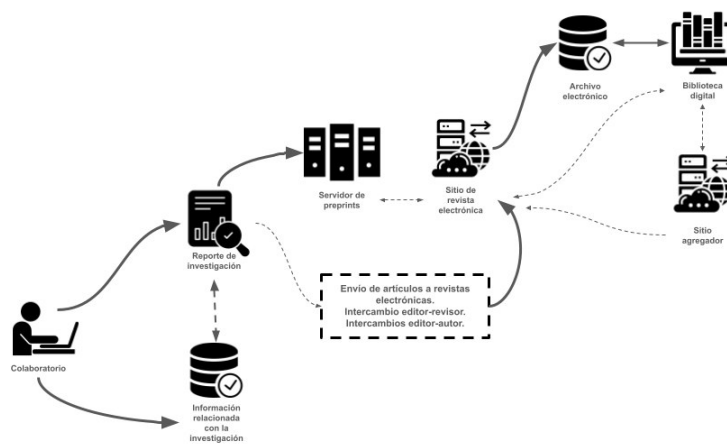 Archivo
electrónico
Biblioteca
digital
Servidor de
preprints
Sitio de
revista
electrónica
Sitio
agregador
Reporte de
investigación
Envío de artículos a revistas
electrónicas.
Intercambio editor-revisor.
Intercambios editor-autor.
Colaboratorio
Información
relacionada
con la
investigación